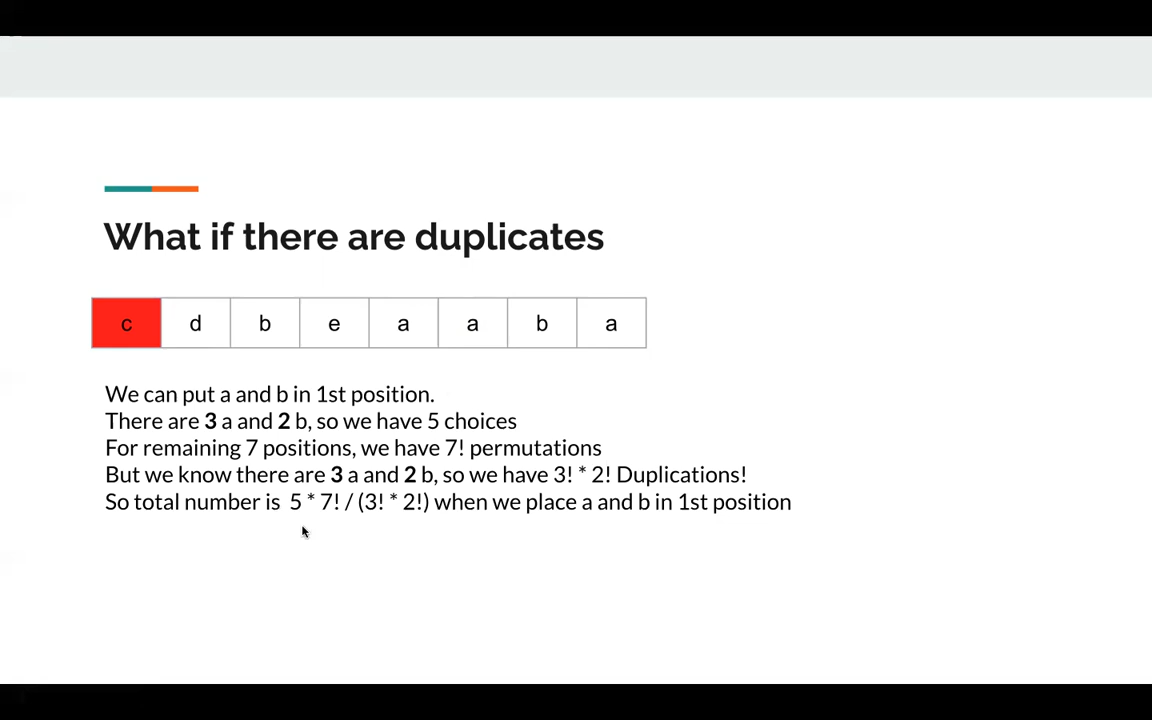 What if there are duplicates
c d b e a a b a
We can put a and b in 1st position.
There are 3 a and 2 b, so we have 5 choices
For remaining 7 positions, we have 7! permutations
But we know there are 3 a and 2 b, so we have 3! * 2! Duplications!
So total number is 5 * 7! / (3! * 2!) when we place a and b in 1st position